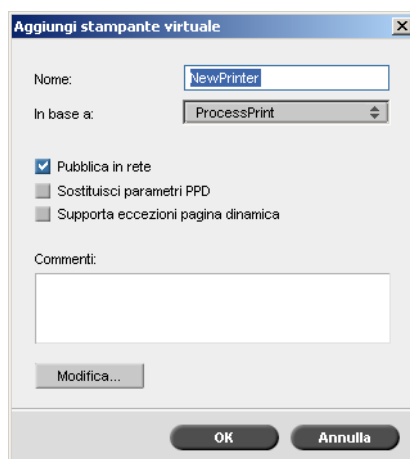 Aggiungi stampante virtuale
Nome: NewPrinter
In base a: ProcessPrint
Pubblica in rete
Sostituisci parametri PPD
Supporta eccezioni pagina dinamica
Commenti:
Modifica...
OK Annulla